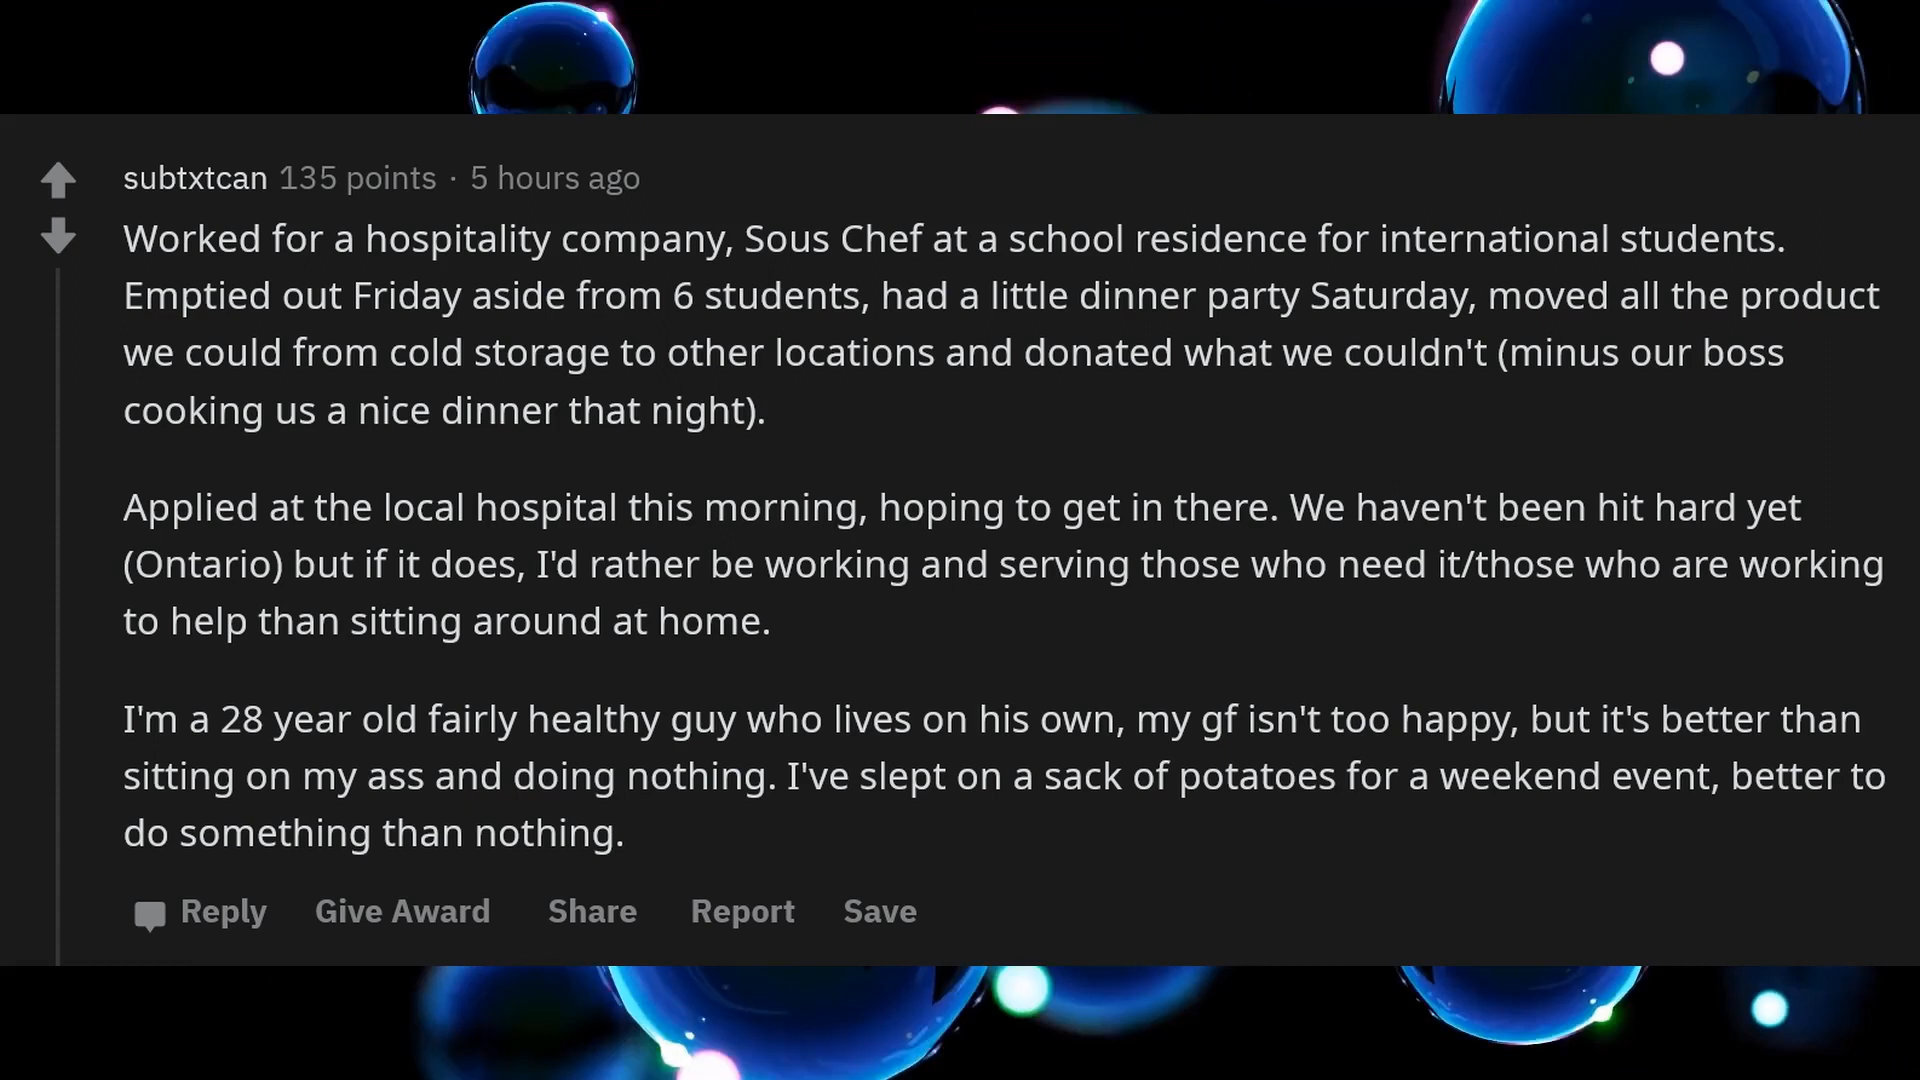 subtxtcan 135 points · 5 hours ago
Worked for a hospitality company, Sous Chef at a school residence for international students.
Emptied out Friday aside from 6 students, had a little dinner party Saturday, moved all the product
we could from cold storage to other locations and donated what we couldn't (minus our boss
cooking us a nice dinner that night).
Applied at the local hospital this morning, hoping to get in there. We haven't been hit hard yet
(Ontario) but if it does, I'd rather be working and serving those who need it/those who are working
to help than sitting around at home.
I'm a 28 year old fairly healthy guy who lives on his own, my gf isn't too happy, but it's better than
sitting on my ass and doing nothing. I've slept on a sack of potatoes for a weekend event, better to
do something than nothing.
Reply Give Award Share Report Save